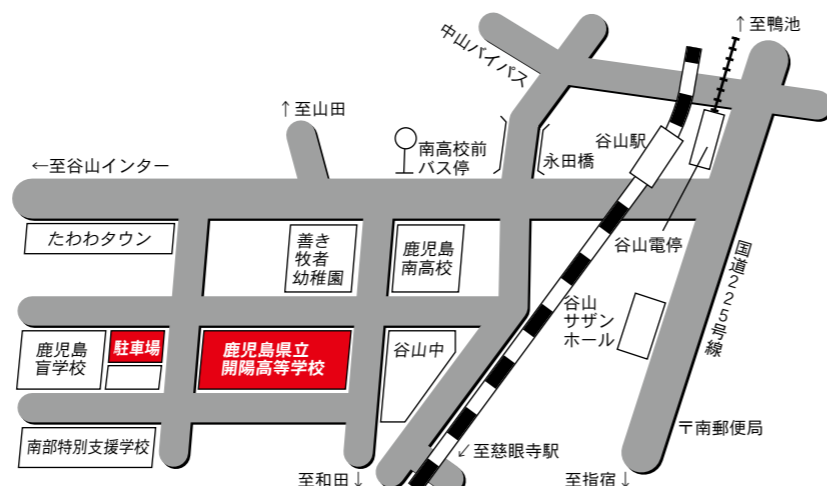 ↑至鴨池
中山バイパス
↑至山田
南高校前
バス停
永田橋
谷山駅
←至谷山インター
たわわタウン
善き
牧者
幼稚園
鹿児島
南高校
谷山電停
国道225号線
谷山
サザン
ホール
鹿児島
盲学校
駐車場
鹿児島県立
開陽高等学校
谷山中
南部特別支援学校
〒南郵便局
↙至慈眼寺駅
至和田↓
至指宿↓